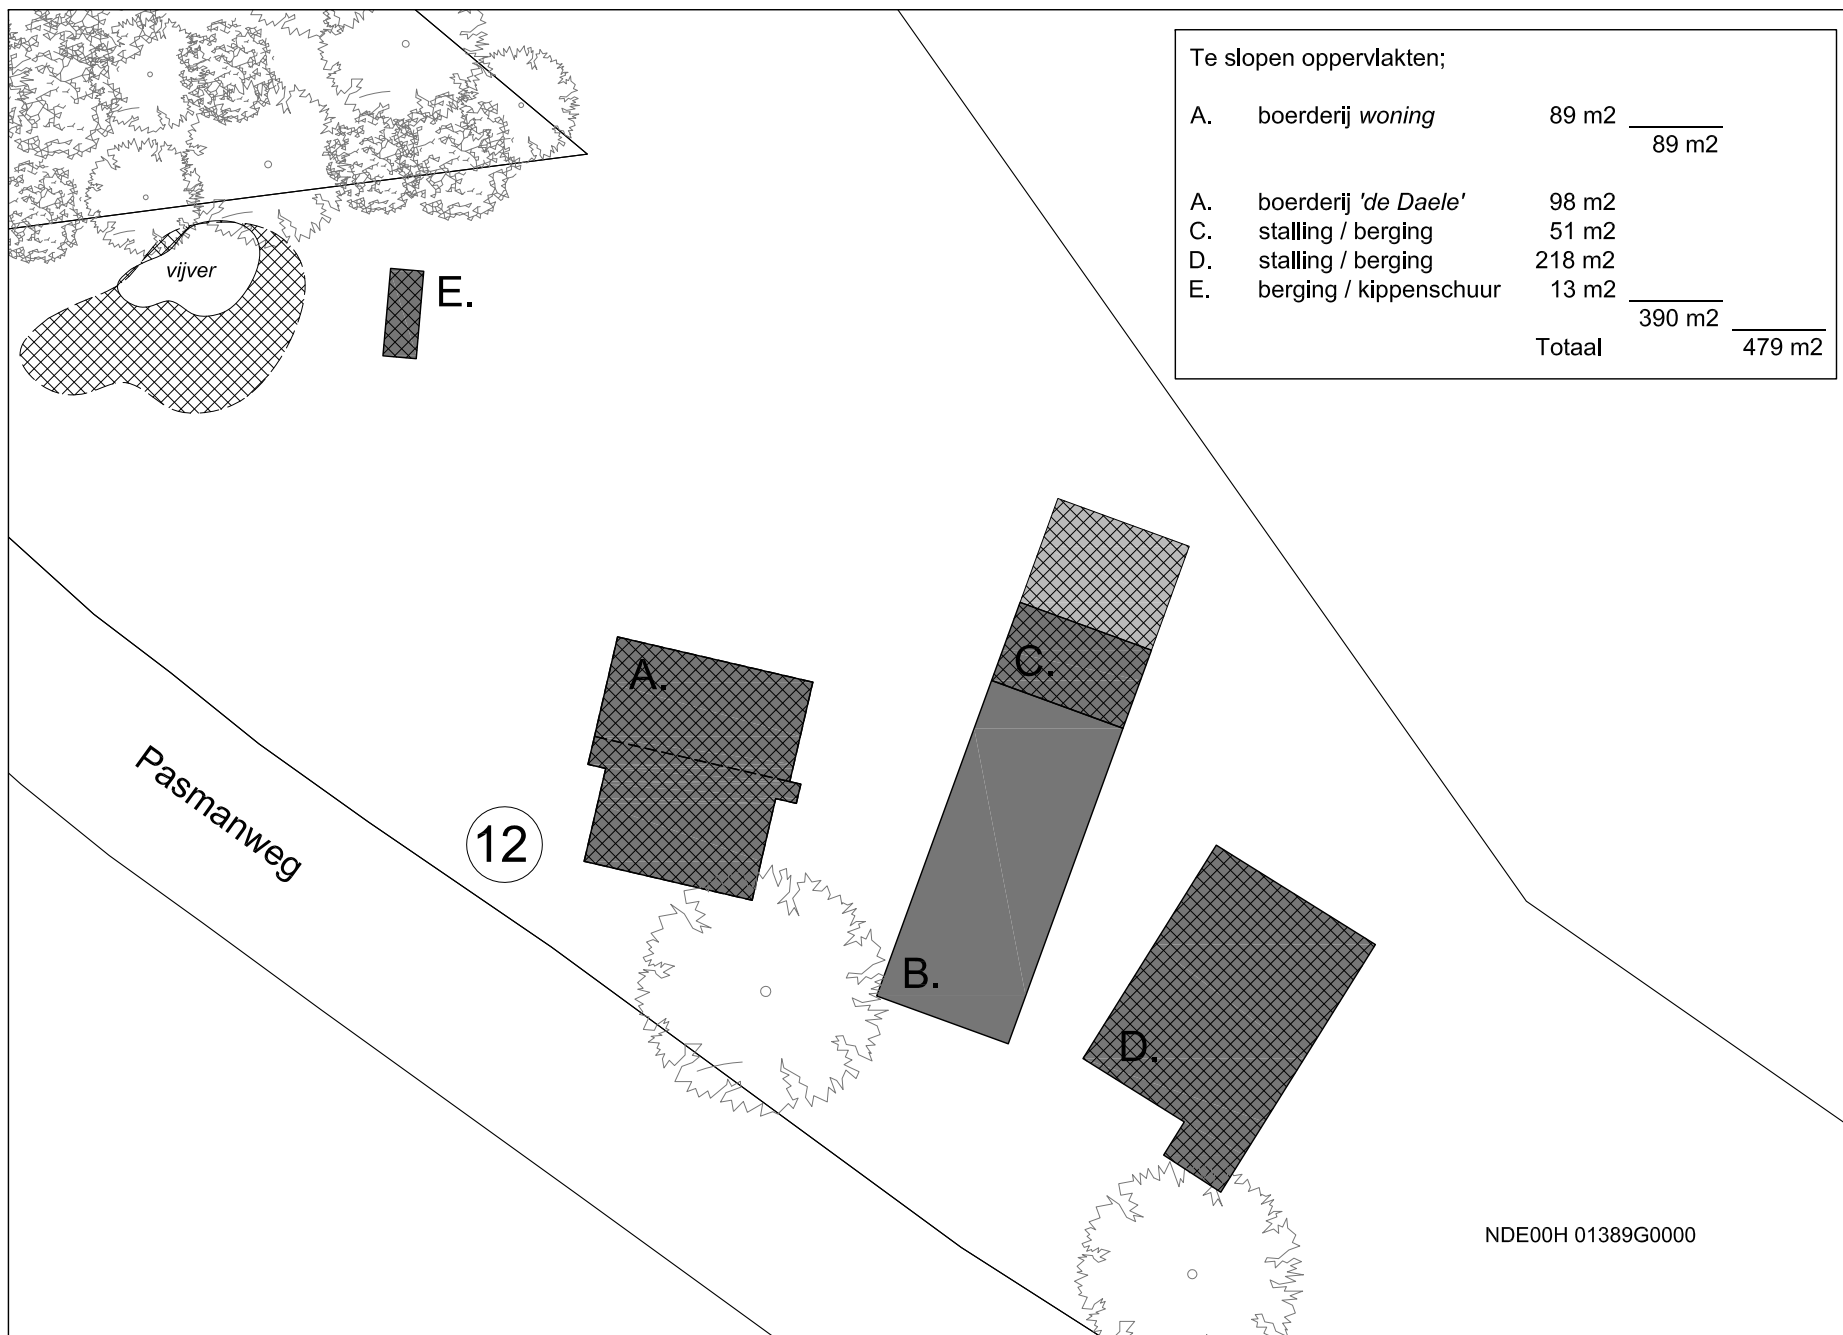 Te slopen oppervlakten;
A. boerderij woning 89 m2
89 m2
A. boerderij 'de Daele' 98 m2
C. stalling / berging 51 m2
D. stalling / berging 218 m2
E. berging / kippenschuur 13 m2
390 m2
Totaal 479 m2
vijver
E.
A.
C.
12
B.
D.
Pasmanweg
NDE00H 01389G0000